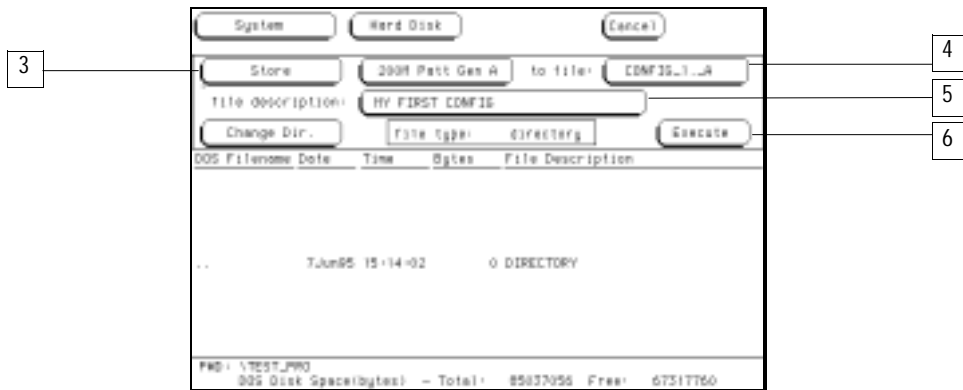 System Hard Disk Cancel
3 Store 200M Patt Gen A to file: CONFIG_1._A 4
file description: MY FIRST CONFIG 5
Change Dir. file type: directory Execute 6
DOS Filename Date Time Bytes File Description
.. 7Jun95 15:14:02 0 DIRECTORY
PWD: \TEST_PRO
DOS Disk Space(bytes) - Total: 85037056 Free: 67317760